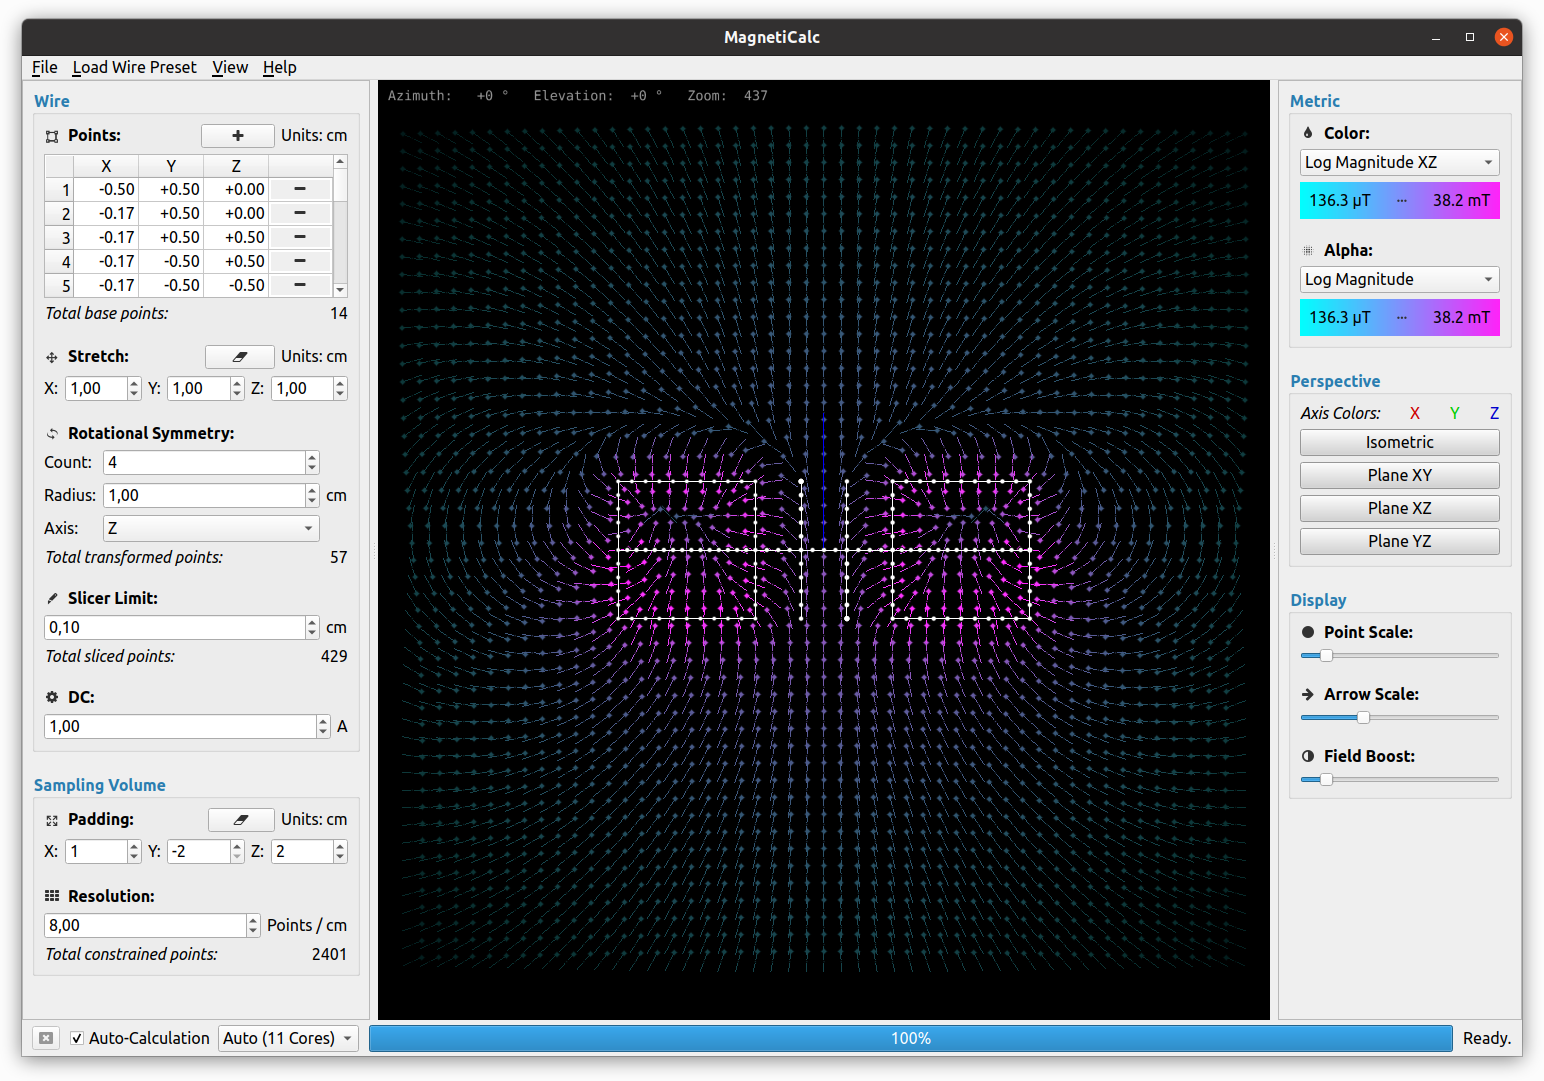 MagnetiCalc
File Load Wire Preset View Help
Wire
Points: + Units: cm
X Y Z
1 -0.50 +0.50 +0.00
2 -0.17 +0.50 +0.00
3 -0.17 +0.50 +0.50
4 -0.17 -0.50 +0.50
5 -0.17 -0.50 -0.50
Total base points: 14
Stretch: Units: cm
X: 1,00 Y: 1,00 Z: 1,00
Rotational Symmetry:
Count: 4
Radius: 1,00 cm
Axis: Z
Total transformed points: 57
Slicer Limit:
0,10 cm
Total sliced points: 429
DC:
1,00 A
Sampling Volume
Padding: Units: cm
X: 1 Y: -2 Z: 2
Resolution:
8,00 Points / cm
Total constrained points: 2401
Azimuth: +0 ° Elevation: +0 ° Zoom: 437
Metric
Color:
Log Magnitude XZ
136.3 µT ... 38.2 mT
Alpha:
Log Magnitude
136.3 µT ... 38.2 mT
Perspective
Axis Colors: X Y Z
Isometric
Plane XY
Plane XZ
Plane YZ
Display
Point Scale:
Arrow Scale:
Field Boost:
Auto-Calculation Auto (11 Cores) 100% Ready.